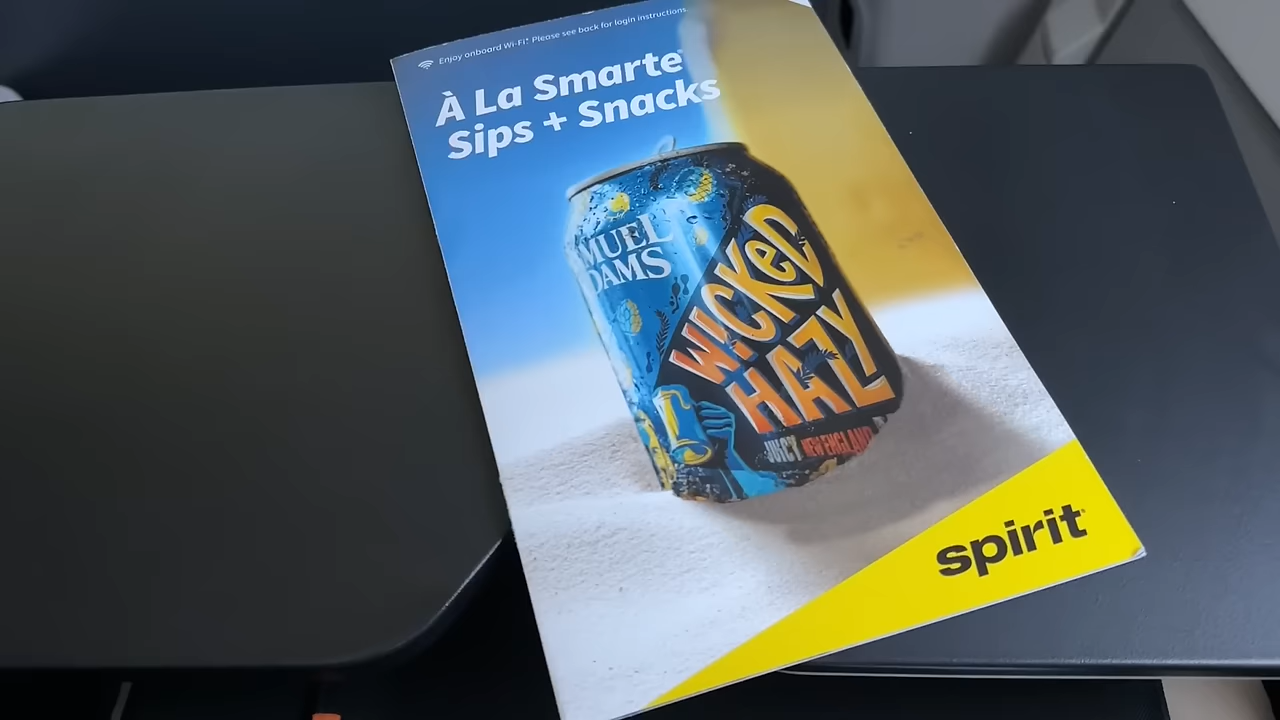 Enjoy onboard Wi-Fi* Please see back for login instructions.
À La Smarte
Sips + Snacks
MUEL
DAMS
WICKED
HAZY
JUICY NEW ENGLAND
spirit